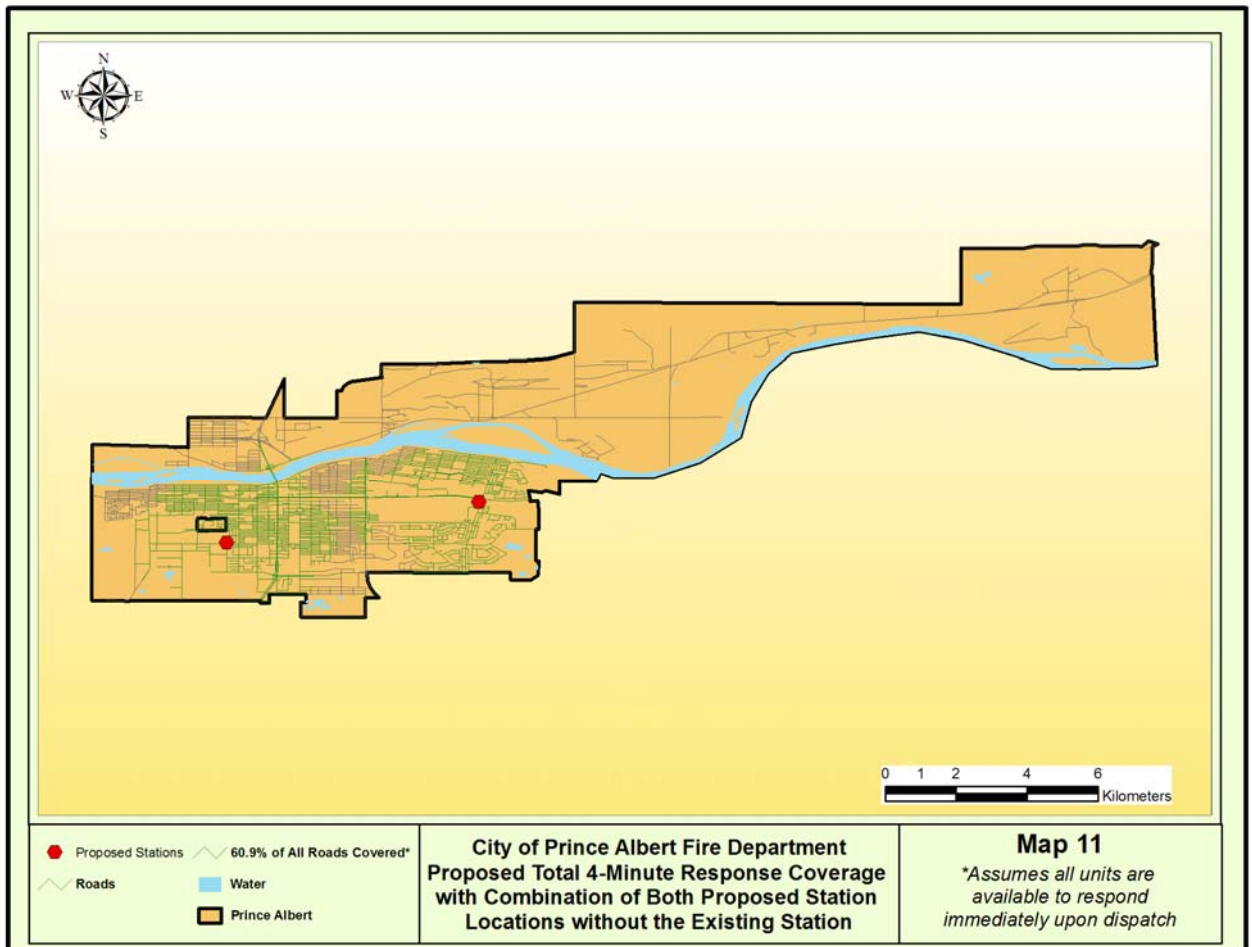 N
W E
S
0 1 2 4 6
Kilometers
Proposed Stations
60.9% of All Roads Covered*
Roads
Water
Prince Albert
City of Prince Albert Fire Department
Proposed Total 4-Minute Response Coverage
with Combination of Both Proposed Station
Locations without the Existing Station
Map 11
*Assumes all units are
available to respond
immediately upon dispatch